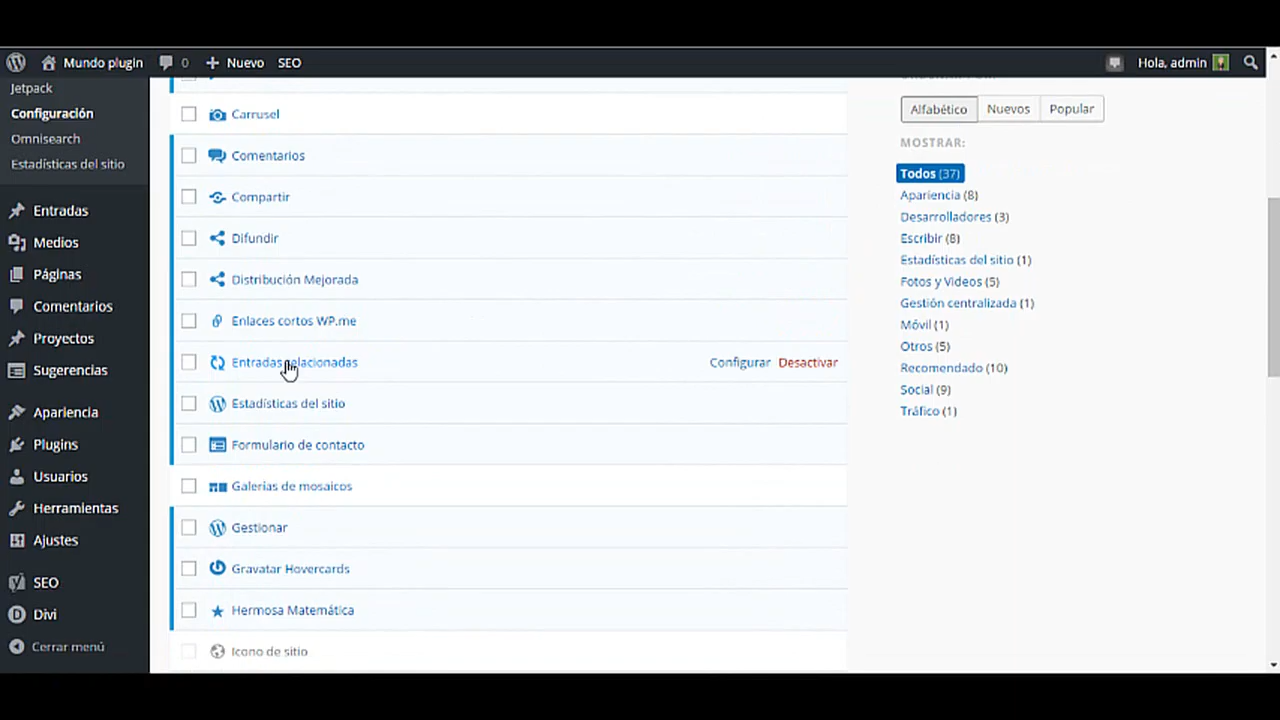 Mundo plugin 0 Nuevo SEO Hola, admin
Jetpack
Configuración
Omnisearch
Estadísticas del sitio
Entradas
Medios
Páginas
Comentarios
Proyectos
Sugerencias
Apariencia
Plugins
Usuarios
Herramientas
Ajustes
SEO
Divi
Cerrar menú
Carrusel
Comentarios
Compartir
Difundir
Distribución Mejorada
Enlaces cortos WP.me
Entradas relacionadas Configurar Desactivar
Estadísticas del sitio
Formulario de contacto
Galerías de mosaicos
Gestionar
Gravatar Hovercards
Hermosa Matemática
Icono de sitio
Alfabético Nuevos Popular
MOSTRAR:
Todos (37)
Apariencia (8)
Desarrolladores (3)
Escribir (8)
Estadísticas del sitio (1)
Fotos y Videos (5)
Gestión centralizada (1)
Móvil (1)
Otros (5)
Recomendado (10)
Social (9)
Tráfico (1)